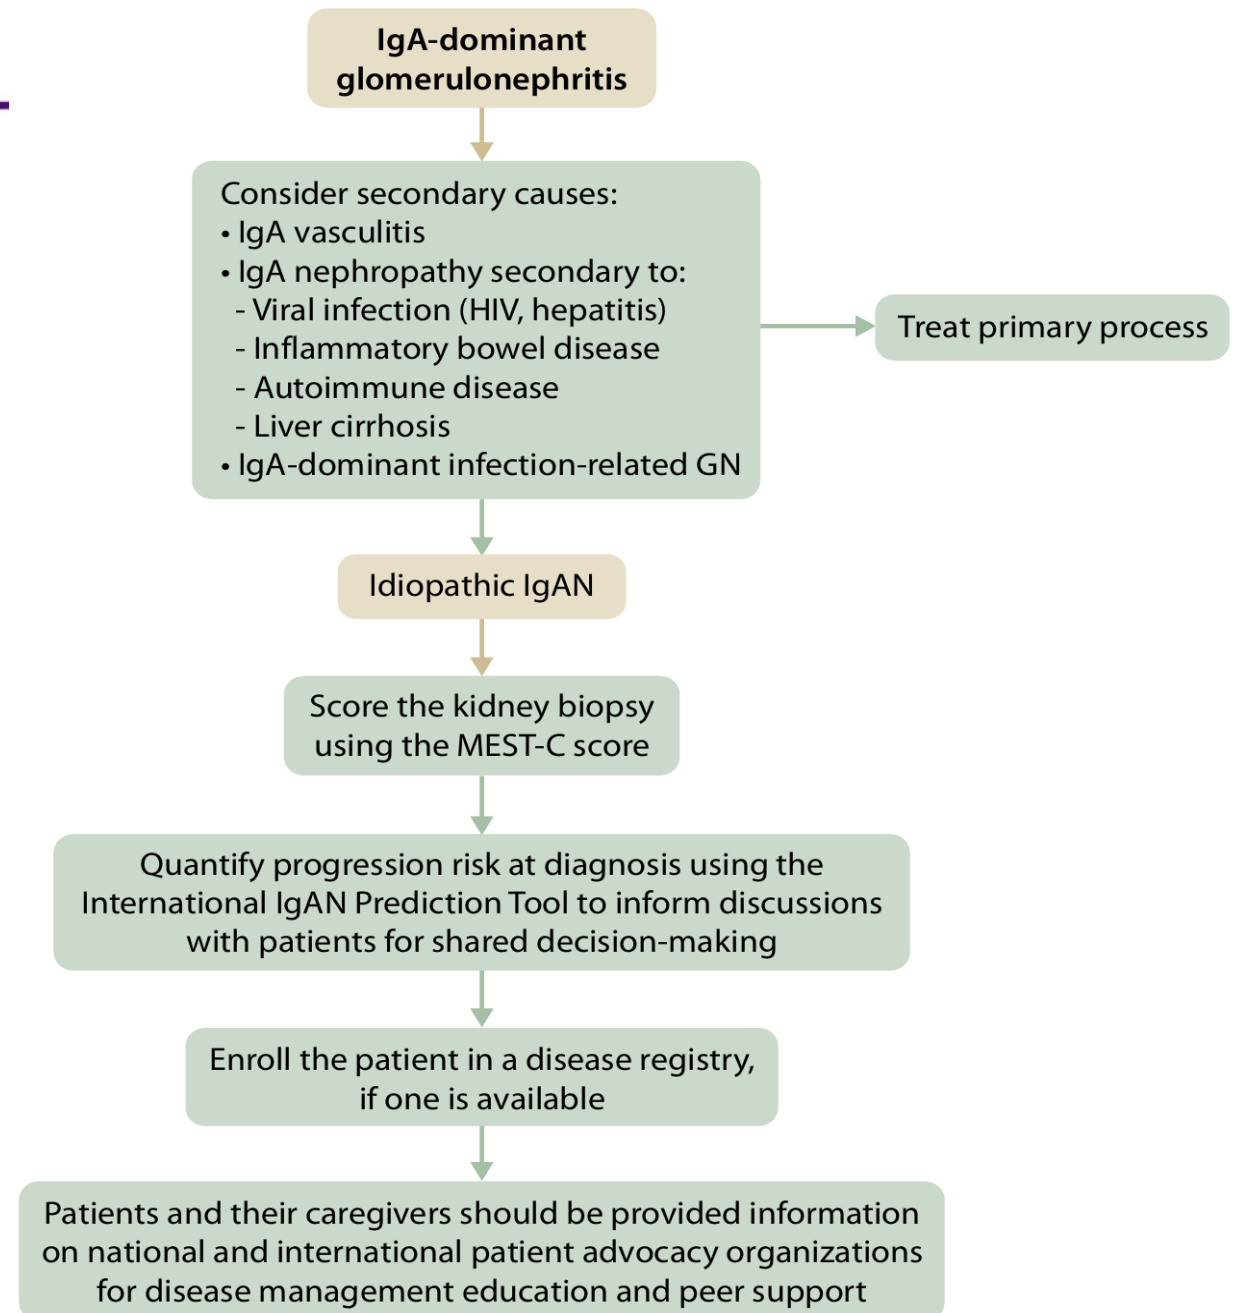 IgA-dominant
glomerulonephritis
Consider secondary causes:
• IgA vasculitis
• IgA nephropathy secondary to:
- Viral infection (HIV, hepatitis)
- Inflammatory bowel disease
- Autoimmune disease
- Liver cirrhosis
• IgA-dominant infection-related GN
Treat primary process
Idiopathic IgAN
Score the kidney biopsy
using the MEST-C score
Quantify progression risk at diagnosis using the
International IgAN Prediction Tool to inform discussions
with patients for shared decision-making
Enroll the patient in a disease registry,
if one is available
Patients and their caregivers should be provided information
on national and international patient advocacy organizations
for disease management education and peer support